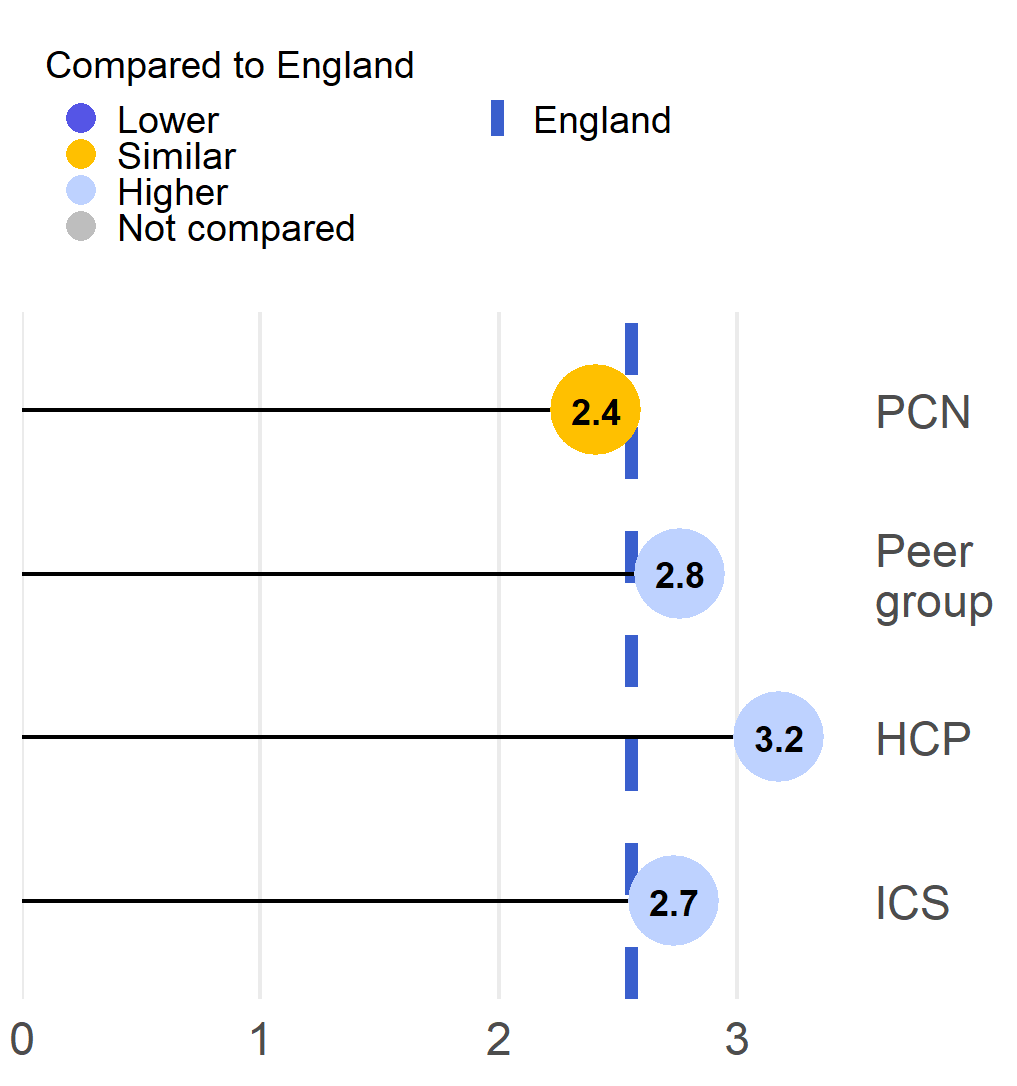 Compared to England
Lower
England
Similar
Higher
Not compared
2.4
PCN
2.8
Peer
group
3.2
HCP
2.7
ICS
0 1 2 3